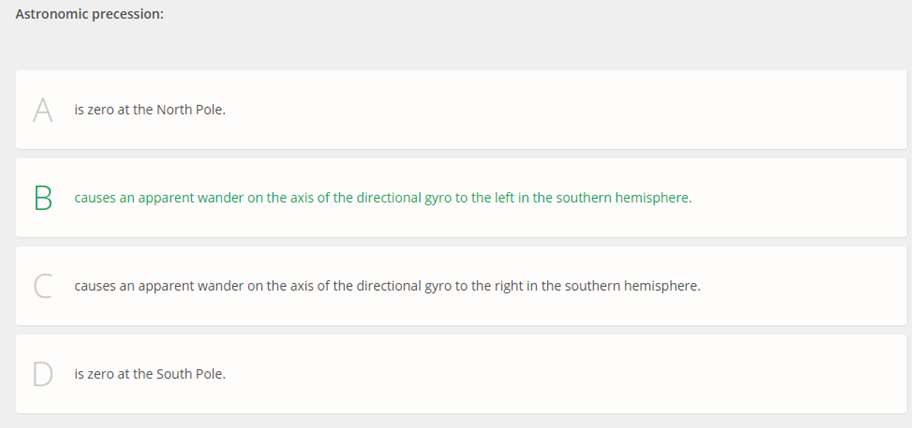 Astronomic precession:
A
is zero at the North Pole.
B
causes an apparent wander on the axis of the directional gyro to the left in the southern hemisphere.
C
causes an apparent wander on the axis of the directional gyro to the right in the southern hemisphere.
D
is zero at the South Pole.